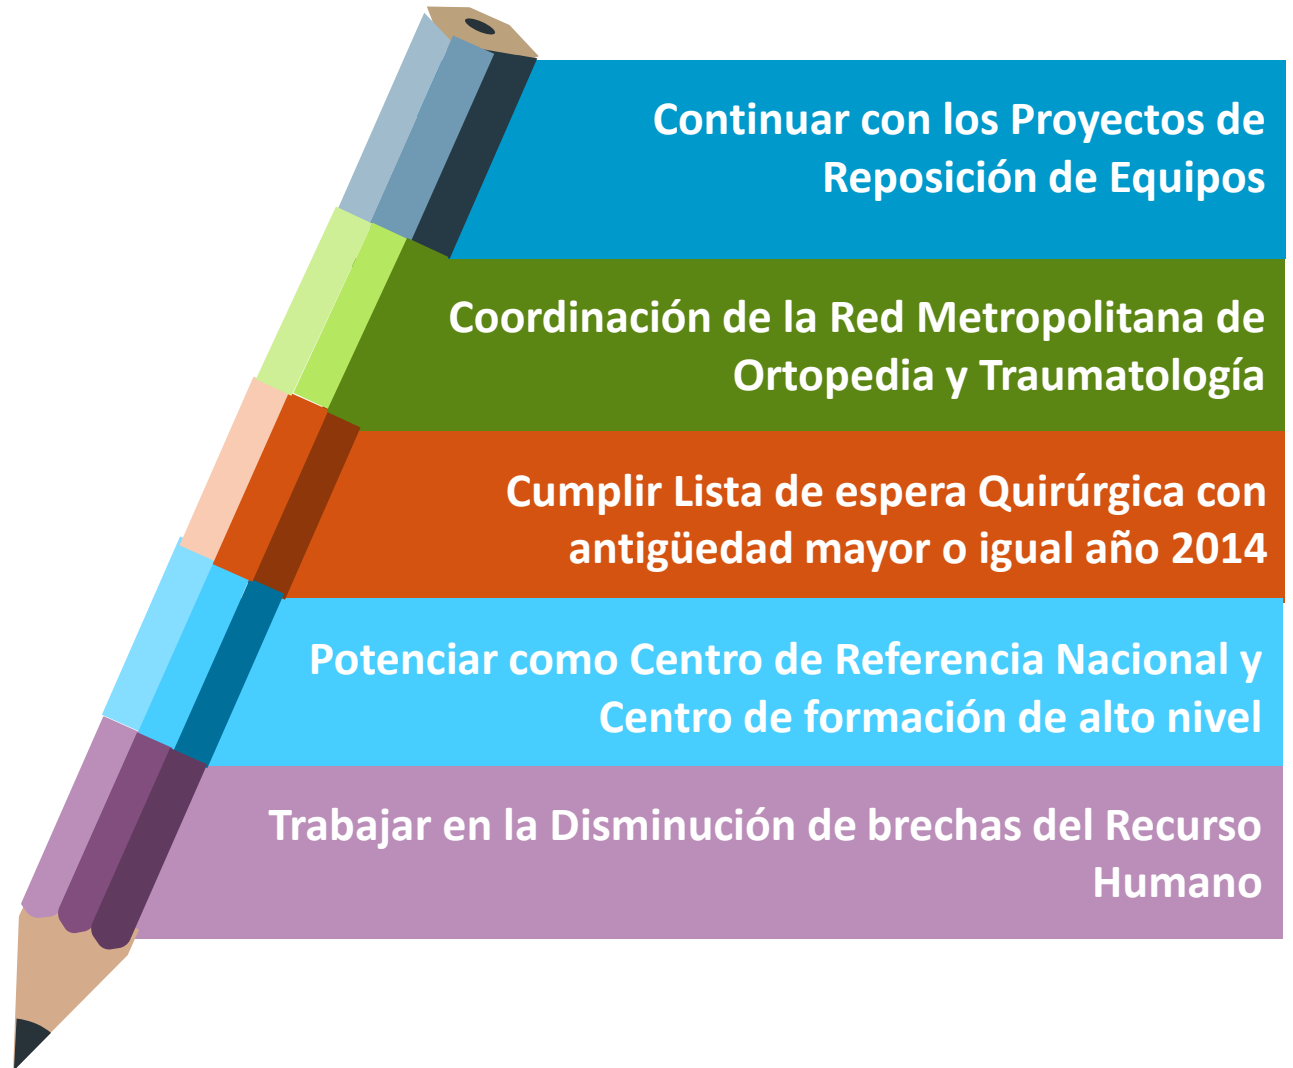 Continuar con los Proyectos de
Reposición de Equipos
Coordinación de la Red Metropolitana de
Ortopedia y Traumatología
Cumplir Lista de espera Quirúrgica con
antigüedad mayor o igual año 2014
Potenciar como Centro de Referencia Nacional y
Centro de formación de alto nivel
Trabajar en la Disminución de brechas del Recurso
Humano